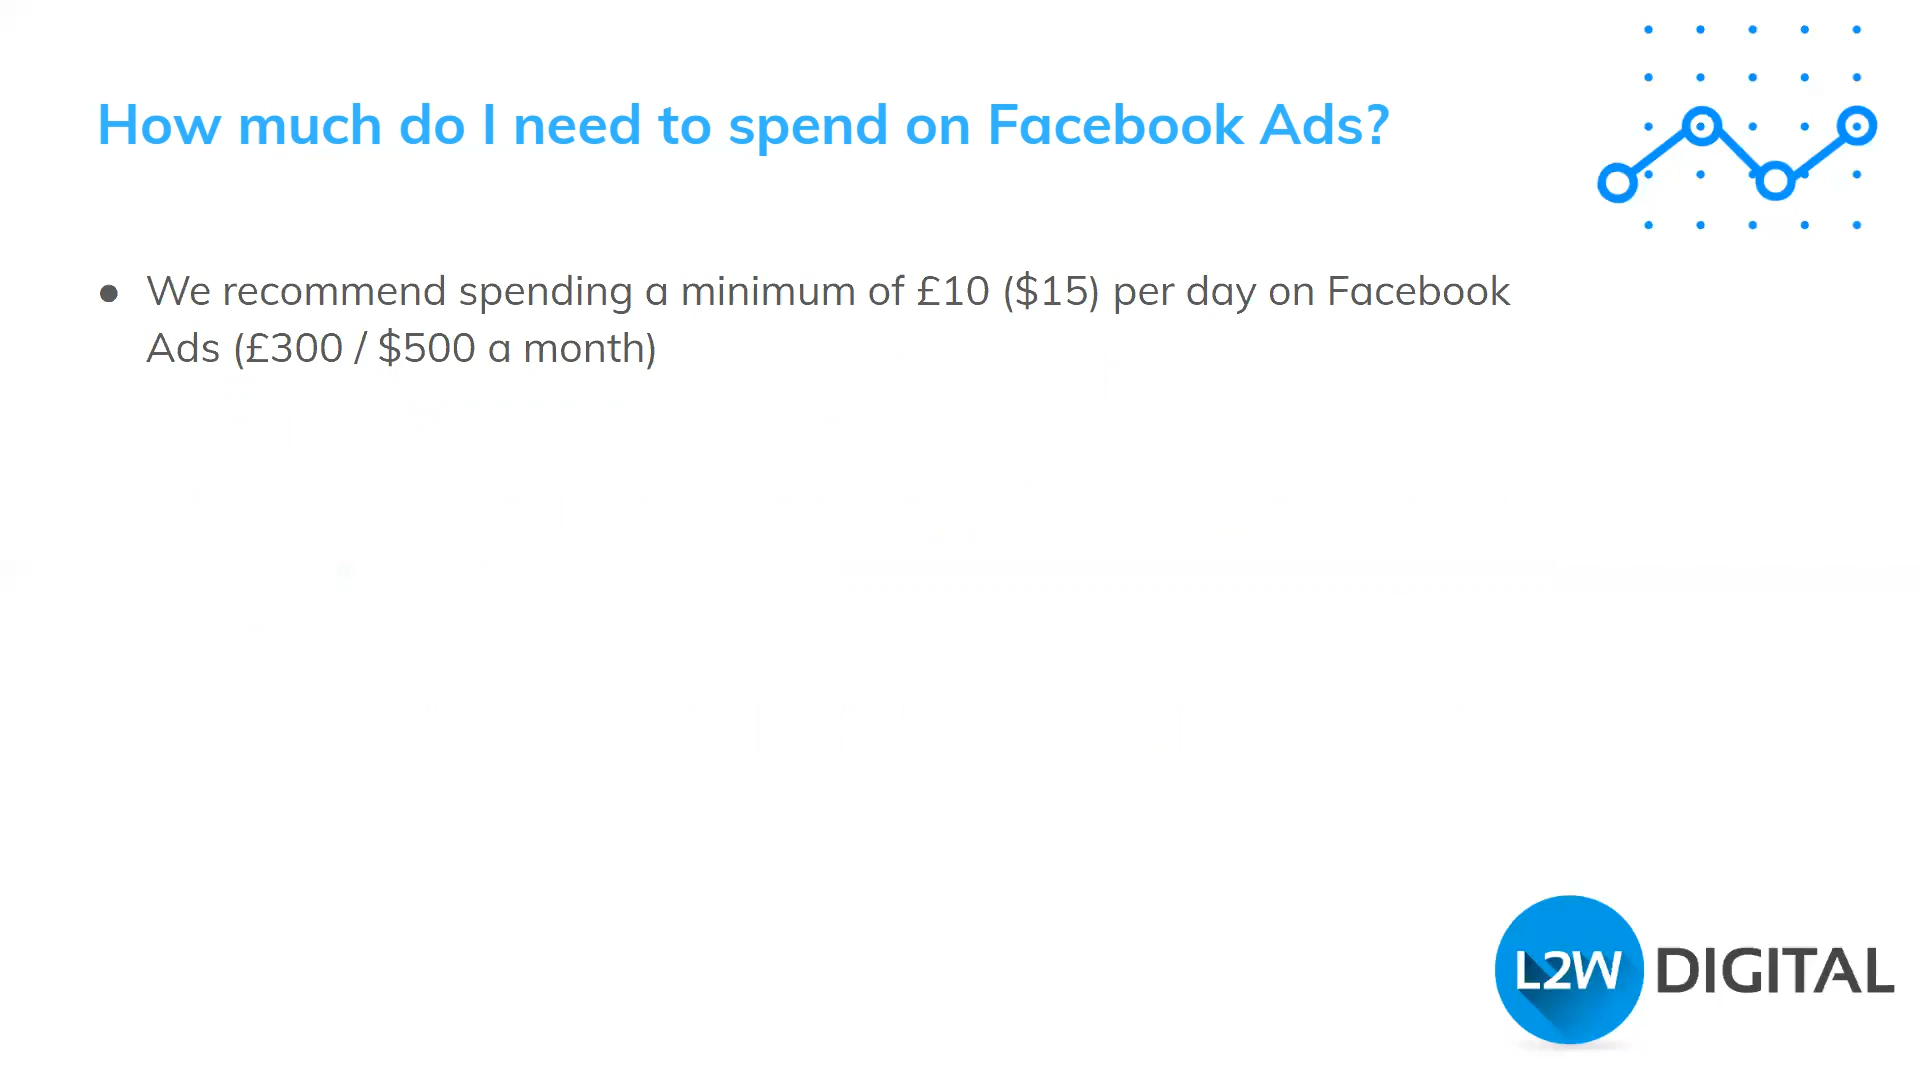 How much do I need to spend on Facebook Ads?
● We recommend spending a minimum of £10 ($15) per day on Facebook
Ads (£300 / $500 a month)
L2W DIGITAL